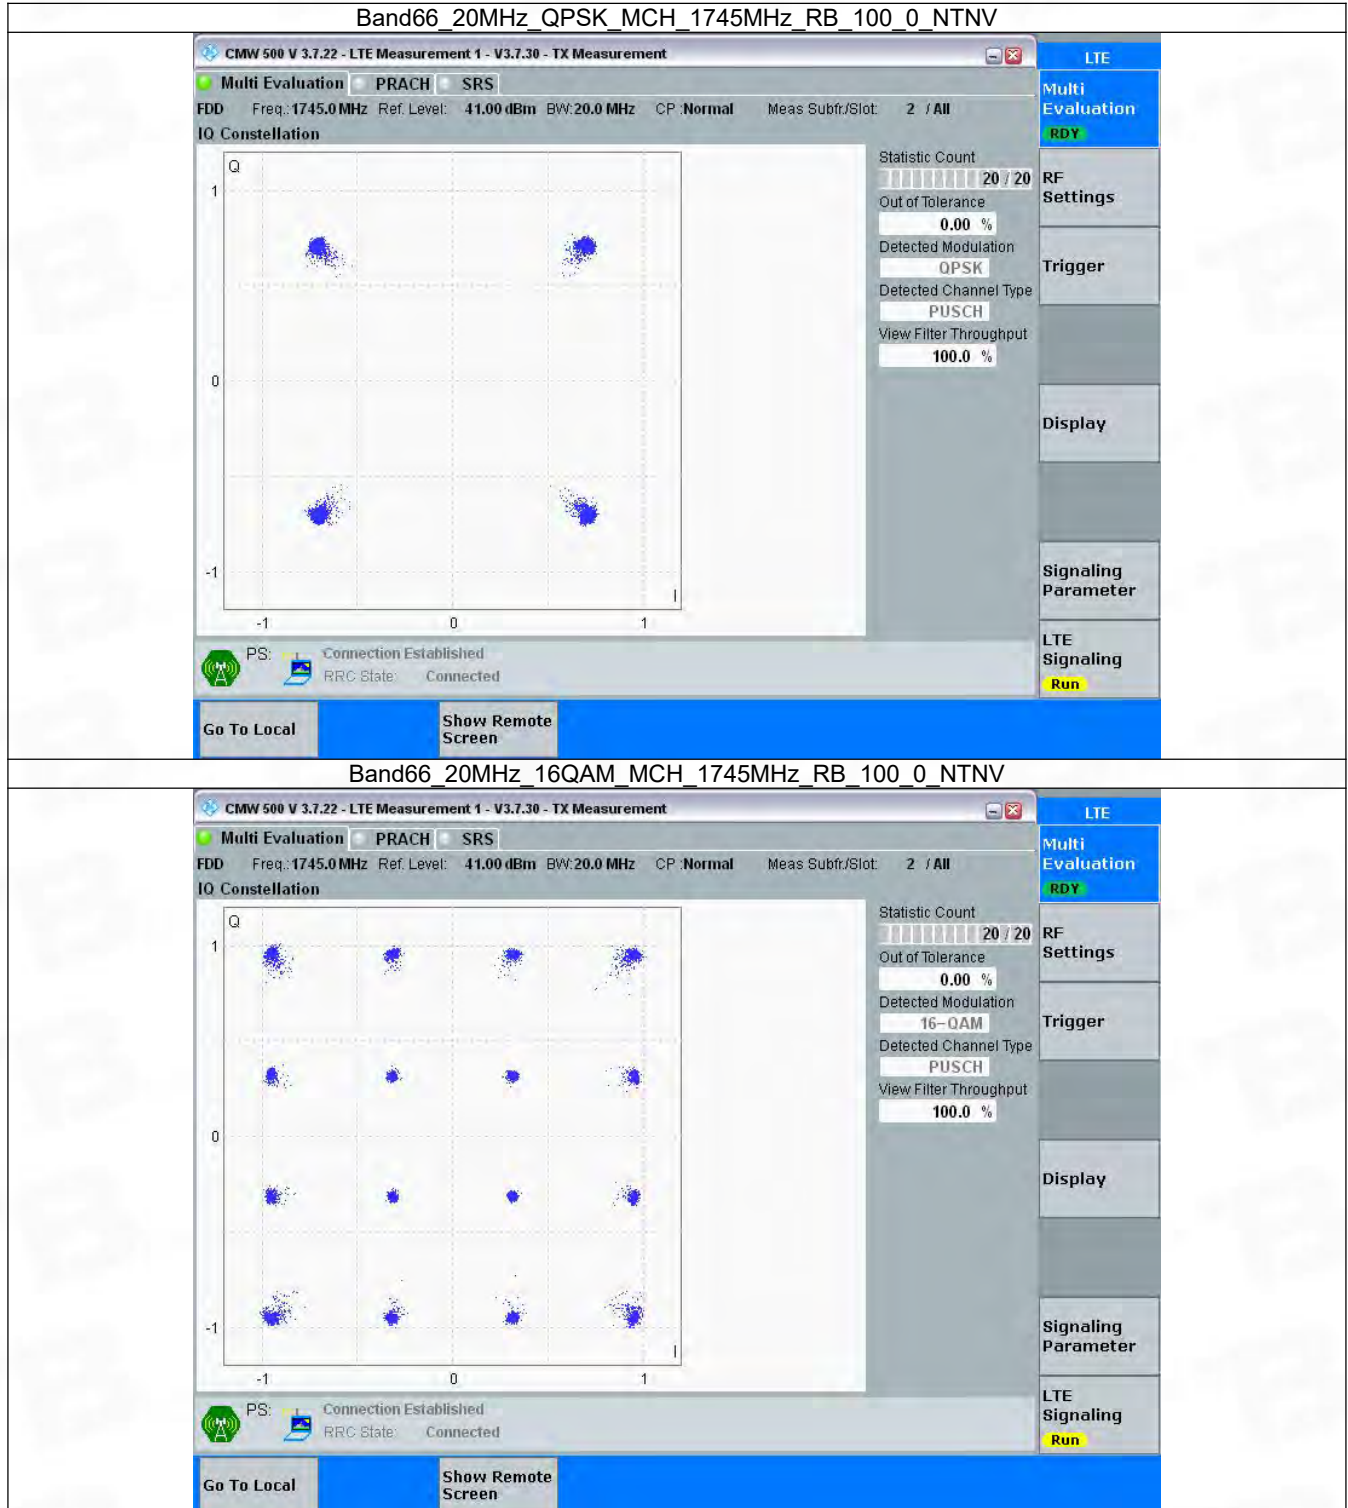 Band66_20MHz_QPSK_MCH_1745MHz_RB_100_0_NTNV
CMW 500 V 3.7.22 - LTE Measurement 1 - V3.7.30 - TX Measurement
LTE
Multi Evaluation PRACH SRS
Multi
Evaluation
RDY
FDD Freq.:1745.0 MHz Ref. Level: 41.00 dBm BW:20.0 MHz CP :Normal Meas Subfr./Slot: 2 / All
IQ Constellation
Q
1
0
-1
-1 0 1
I
Statistic Count
20 / 20
Out of Tolerance
0.00 %
Detected Modulation
QPSK
Detected Channel Type
PUSCH
View Filter Throughput
100.0 %
RF
Settings
Trigger
Display
Signaling
Parameter
LTE
Signaling
Run
PS: Connection Established
RRC State: Connected
Go To Local
Show Remote
Screen
Band66_20MHz_16QAM_MCH_1745MHz_RB_100_0_NTNV
CMW 500 V 3.7.22 - LTE Measurement 1 - V3.7.30 - TX Measurement
LTE
Multi Evaluation PRACH SRS
Multi
Evaluation
RDY
FDD Freq.:1745.0 MHz Ref. Level: 41.00 dBm BW:20.0 MHz CP :Normal Meas Subfr./Slot: 2 / All
IQ Constellation
Q
1
0
-1
-1 0 1
I
Statistic Count
20 / 20
Out of Tolerance
0.00 %
Detected Modulation
16-QAM
Detected Channel Type
PUSCH
View Filter Throughput
100.0 %
RF
Settings
Trigger
Display
Signaling
Parameter
LTE
Signaling
Run
PS: Connection Established
RRC State: Connected
Go To Local
Show Remote
Screen